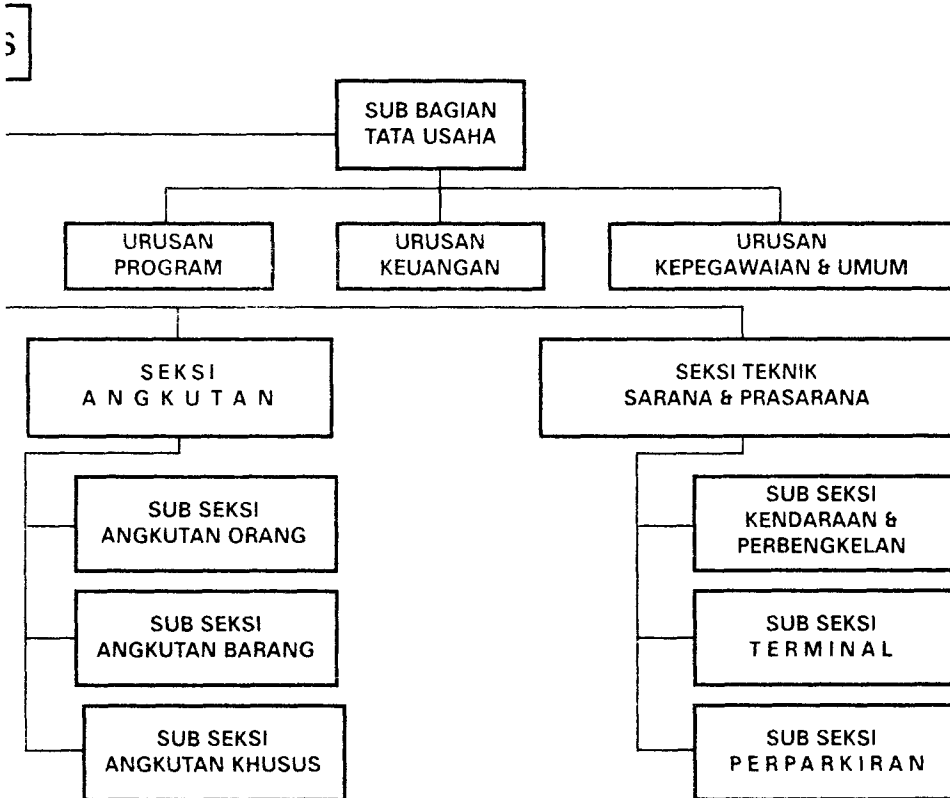 S
SUB BAGIAN
TATA USAHA
URUSAN
PROGRAM
URUSAN
KEUANGAN
URUSAN
KEPEGAWAIAN & UMUM
SEKSI
ANGKUTAN
SEKSI TEKNIK
SARANA & PRASARANA
SUB SEKSI
ANGKUTAN ORANG
SUB SEKSI
ANGKUTAN BARANG
SUB SEKSI
ANGKUTAN KHUSUS
SUB SEKSI
KENDARAAN &
PERBENGKELAN
SUB SEKSI
TERMINAL
SUB SEKSI
PERPARKIRAN